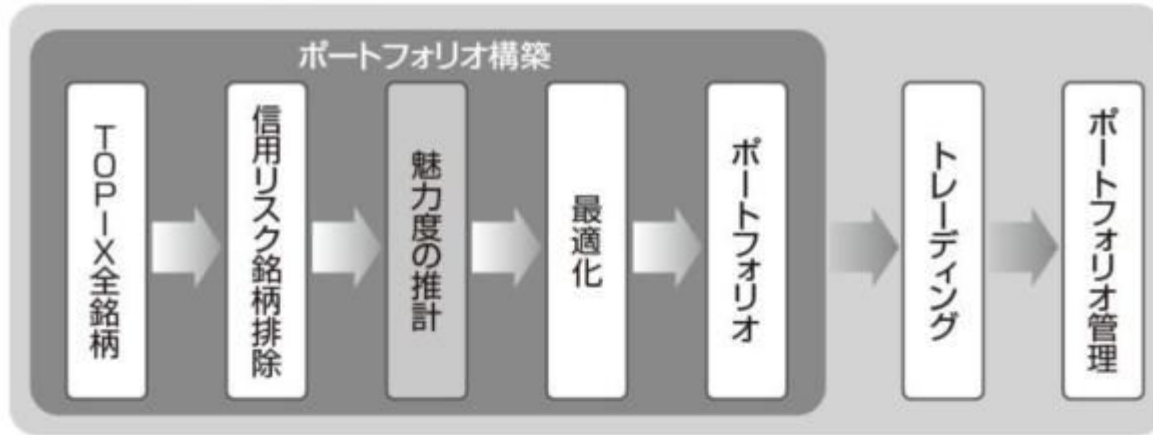 ポートフォリオ構築
TOPIX全銘柄
信用リスク銘柄排除
魅力度の推計
最適化
ポートフォリオ
トレーディング
ポートフォリオ管理